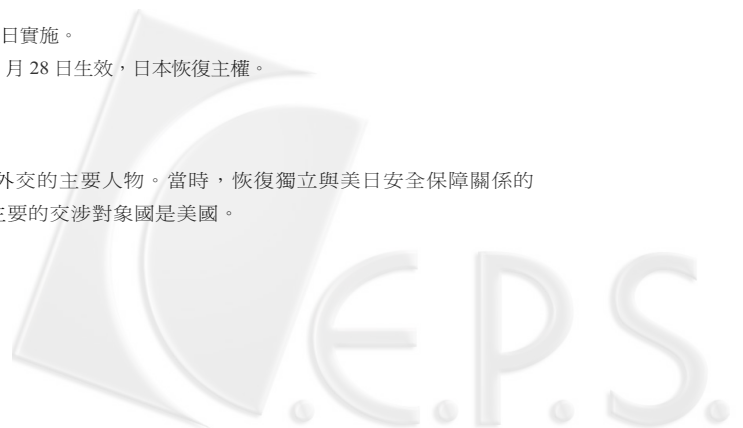 日實施。
月 28 日生效，日本恢復主權。
外交的主要人物。當時，恢復獨立與美日安全保障關係的
主要的交涉對象國是美國。
C.E.P.S.